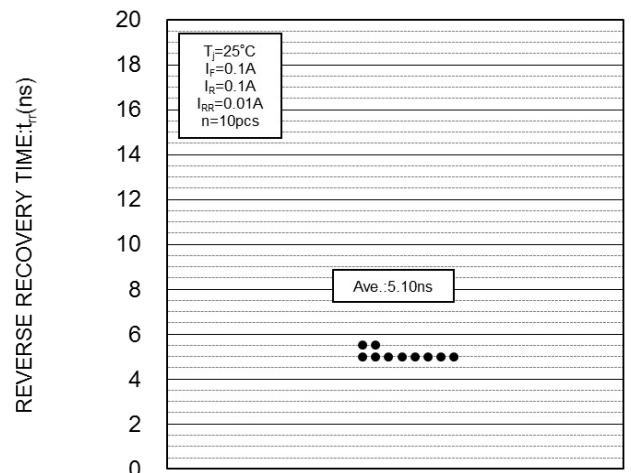 REVERSE RECOVERY TIME:trr(ns)
20
18
16
14
12
10
8
6
4
2
0
Tj=25°C
IF=0.1A
IR=0.1A
IRR=0.01A
n=10pcs
Ave.:5.10ns